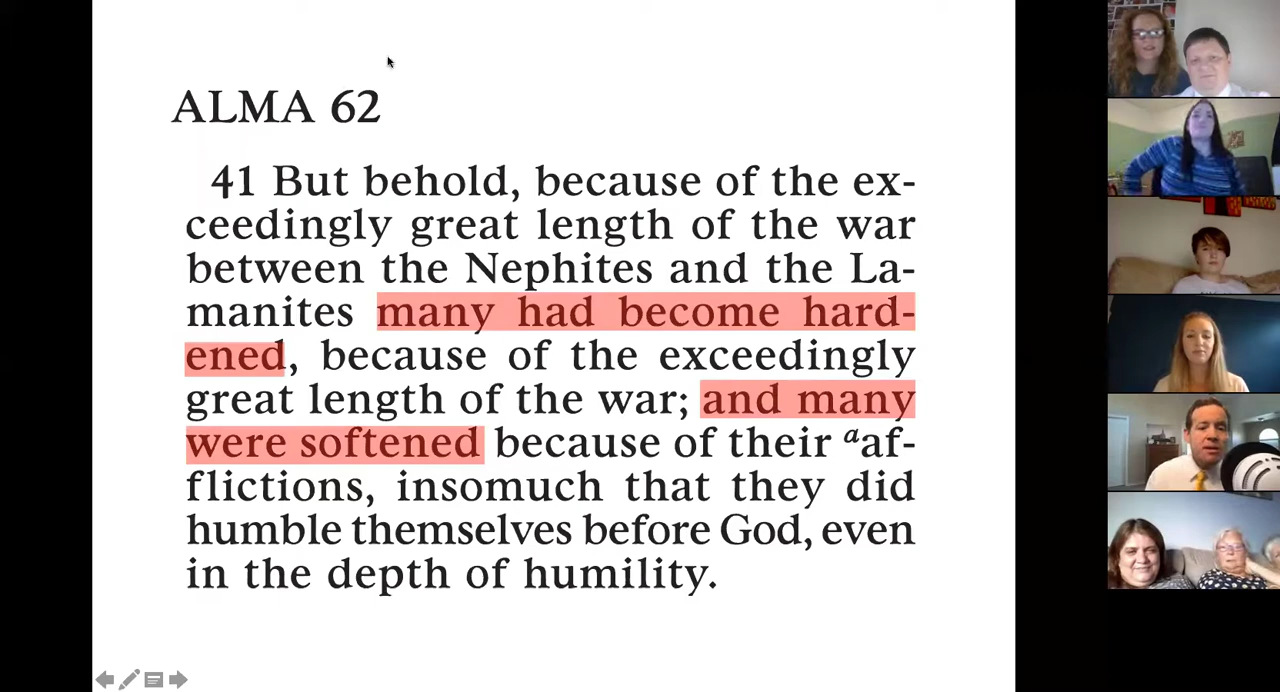 ALMA 62
41 But behold, because of the ex-
ceedingly great length of the war
between the Nephites and the La-
manites many had become hard-
ened, because of the exceedingly
great length of the war; and many
were softened because of their ᵃaf-
flictions, insomuch that they did
humble themselves before God, even
in the depth of humility.